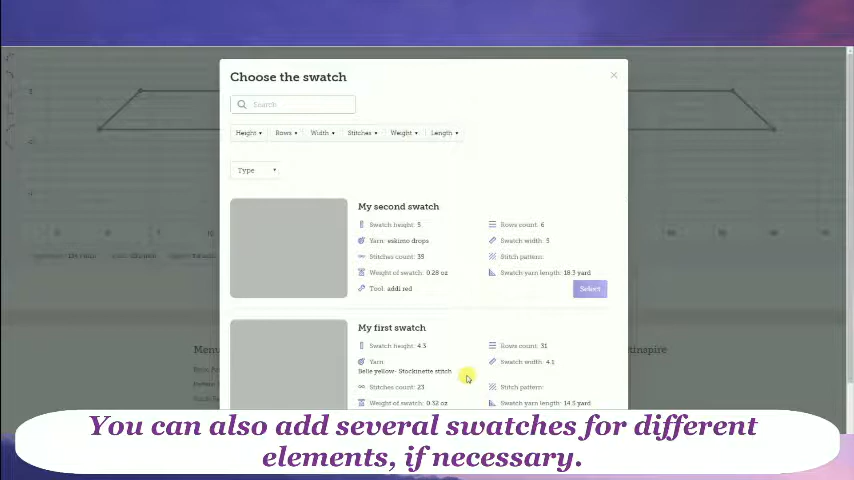 Choose the swatch
Search
Height Rows Width Stitches Weight Length
Type
My second swatch
Swatch height: 5 Rows count: 6
Yarn: eskimo drops Swatch width: 5
Stitches count: 35 Stitch pattern:
Weight of swatch: 0.28 oz Swatch yarn length: 18.3 yard
Tool: addi red
Select
My first swatch
Swatch height: 4.3 Rows count: 31
Yarn: Swatch width: 4.1
Belle yellow- Stockinette stitch
Stitches count: 23 Stitch pattern:
Weight of swatch: 0.32 oz Swatch yarn length: 14.5 yard
Menu
You can also add several swatches for different
elements, if necessary.